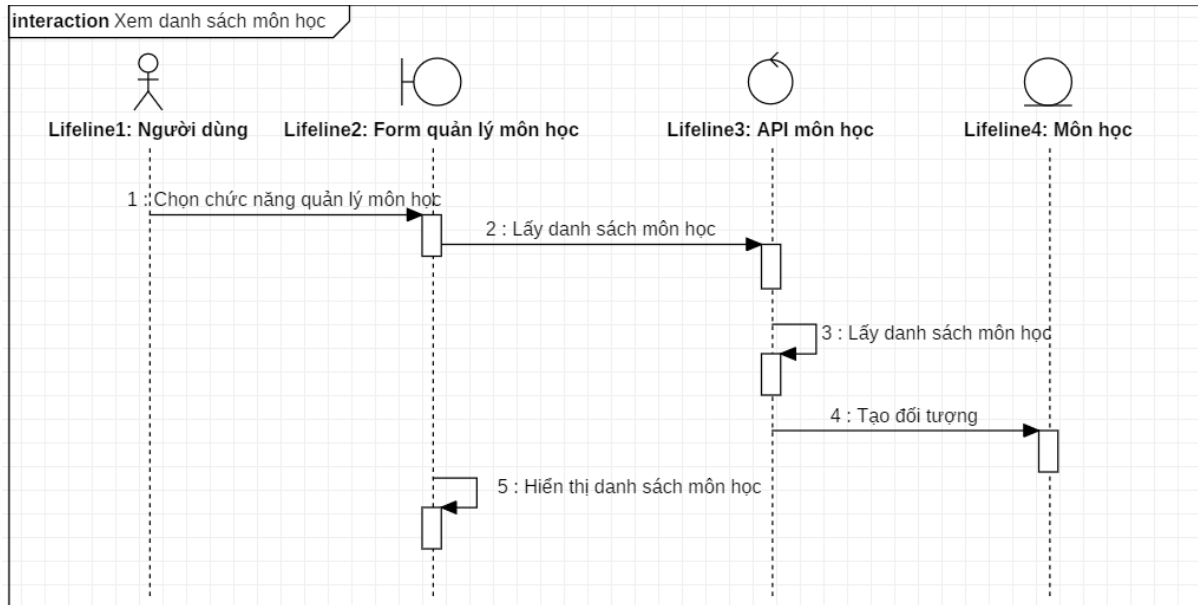 interaction Xem danh sách môn học
Lifeline1: Người dùng
Lifeline2: Form quản lý môn học
Lifeline3: API môn học
Lifeline4: Môn học
1 : Chọn chức năng quản lý môn học
2 : Lấy danh sách môn học
3 : Lấy danh sách môn học
4 : Tạo đối tượng
5 : Hiển thị danh sách môn học